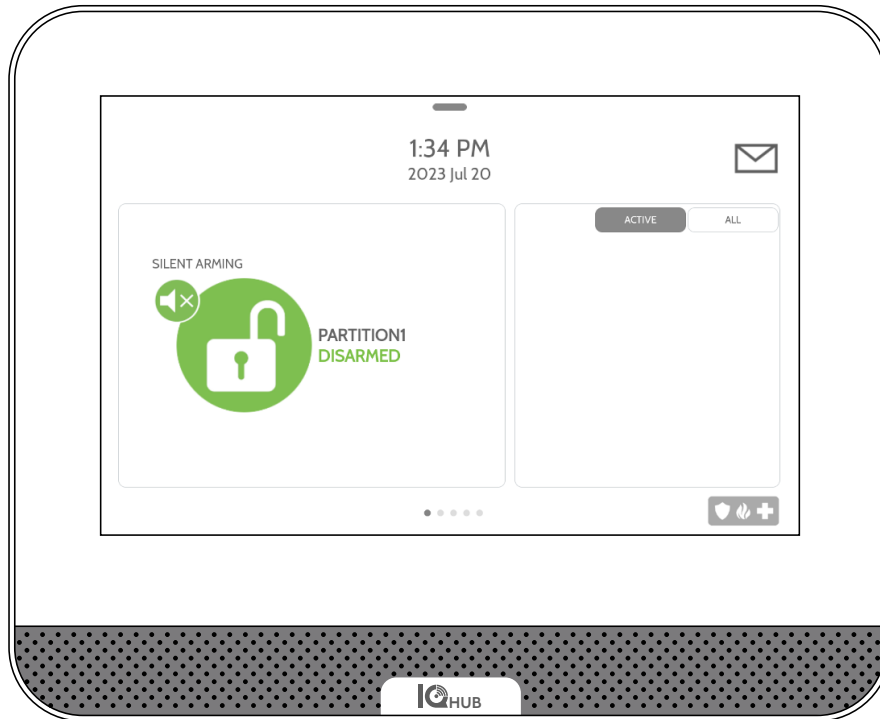 1:34 PM
2023 Jul 20
ACTIVE
ALL
SILENT ARMING
PARTITION1
DISARMED
IQ HUB